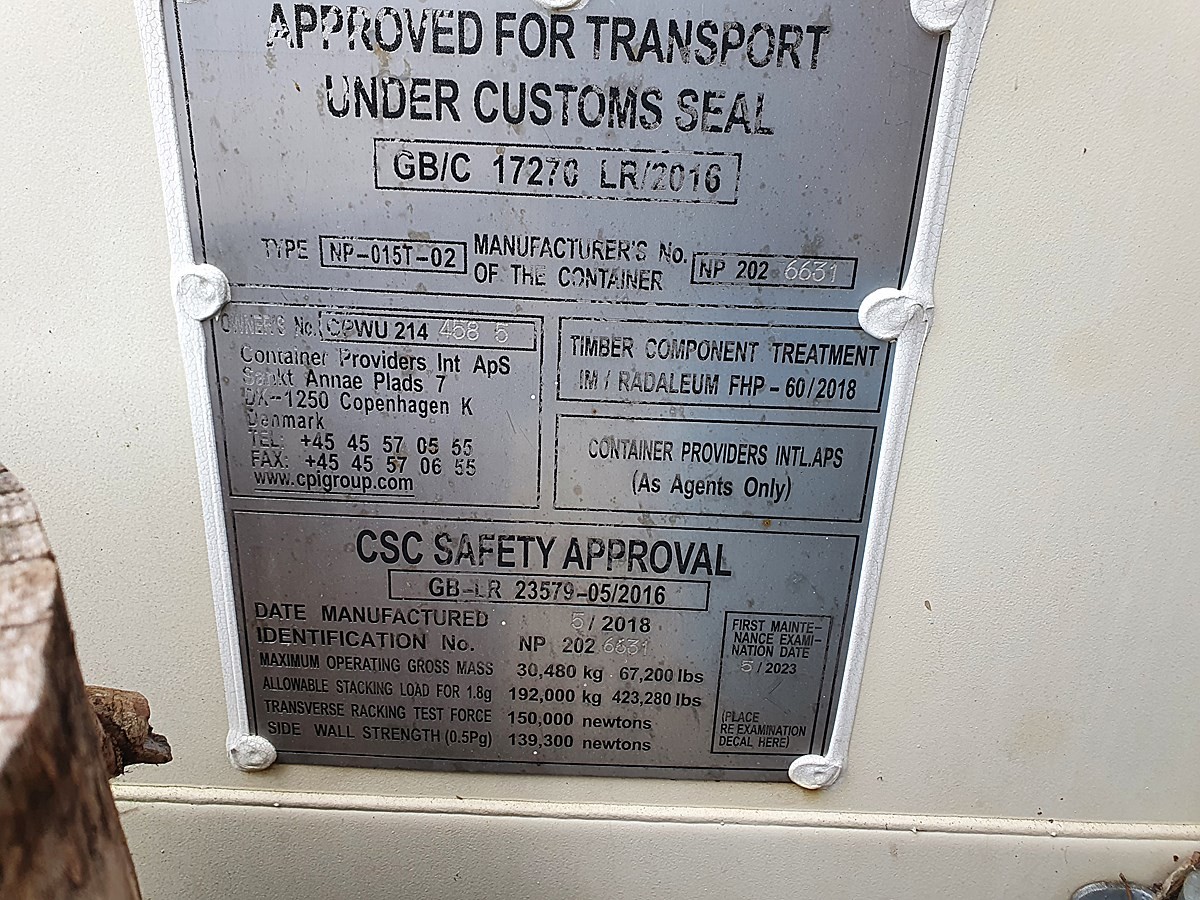 APPROVED FOR TRANSPORT
UNDER CUSTOMS SEAL
GB/C 17270 LR/2016
TYPE NP-015T-02 MANUFACTURER'S No.
OF THE CONTAINER NP 202 6631
OWNER'S No. CPWU 214 458 5
Container Providers Int ApS
Sankt Annae Plads 7
DK-1250 Copenhagen K
Danmark
TEL: +45 45 57 05 55
FAX: +45 45 57 06 55
www.cpigroup.com
TIMBER COMPONENT TREATMENT
IM / RADALEUM FHP - 60/2018
CONTAINER PROVIDERS INTL.APS
(As Agents Only)
CSC SAFETY APPROVAL
GB-LR 23579-05/2016
DATE MANUFACTURED 5/2018
IDENTIFICATION No. NP 202 6631
MAXIMUM OPERATING GROSS MASS 30,480 kg 67,200 lbs
ALLOWABLE STACKING LOAD FOR 1.8g 192,000 kg 423,280 lbs
TRANSVERSE RACKING TEST FORCE 150,000 newtons
SIDE WALL STRENGTH (0.5Pg) 139,300 newtons
FIRST MAINTE-
NANCE EXAMI-
NATION DATE
5/2023
(PLACE
RE EXAMINATION
DECAL HERE)